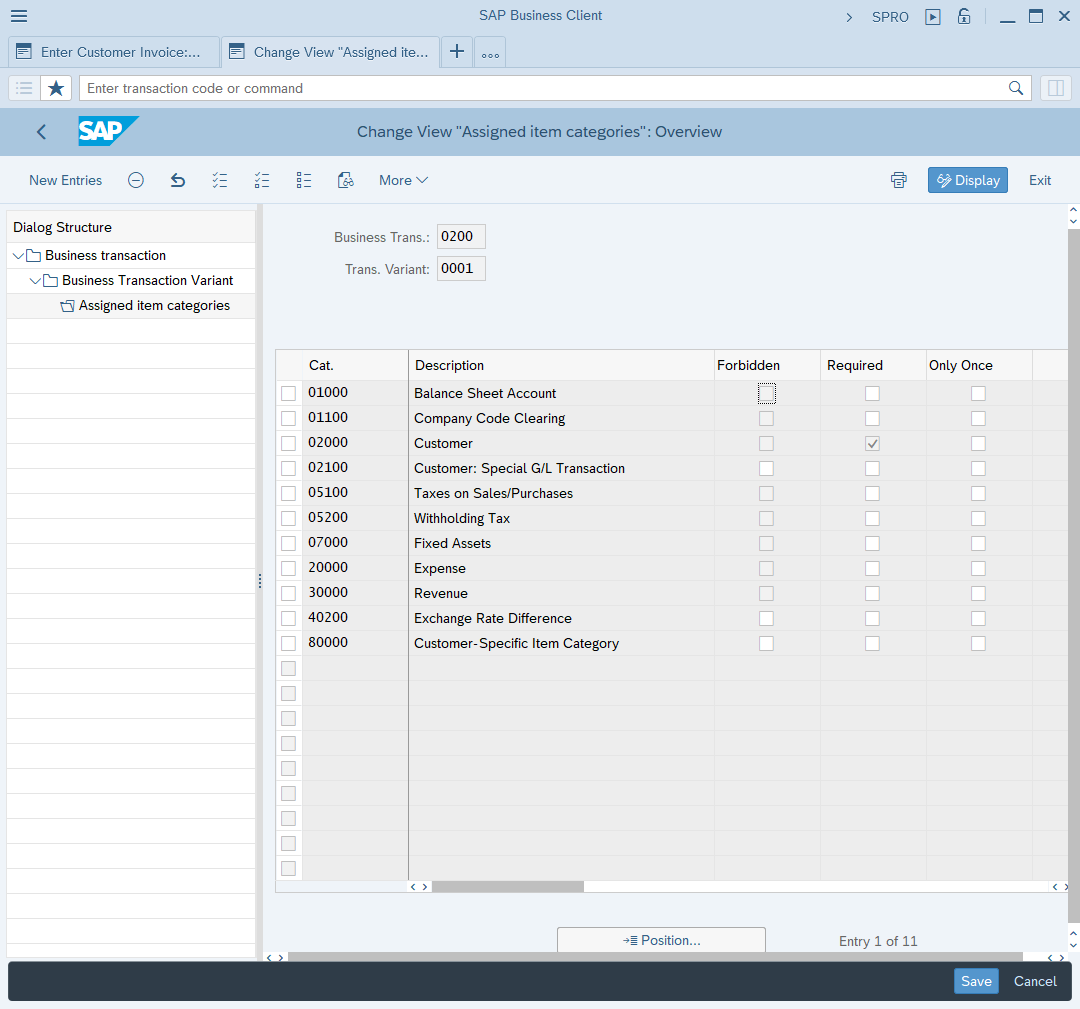 SAP Business Client
SPRO
Enter Customer Invoice:...
Change View "Assigned ite...
Enter transaction code or command
SAP
Change View "Assigned item categories": Overview
New Entries
More
Display
Exit
Dialog Structure
Business transaction
Business Transaction Variant
Assigned item categories
Business Trans.: 0200
Trans. Variant: 0001
Cat. Description Forbidden Required Only Once
01000 Balance Sheet Account
01100 Company Code Clearing
02000 Customer
02100 Customer: Special G/L Transaction
05100 Taxes on Sales/Purchases
05200 Withholding Tax
07000 Fixed Assets
20000 Expense
30000 Revenue
40200 Exchange Rate Difference
80000 Customer-Specific Item Category
Position...
Entry 1 of 11
Save
Cancel